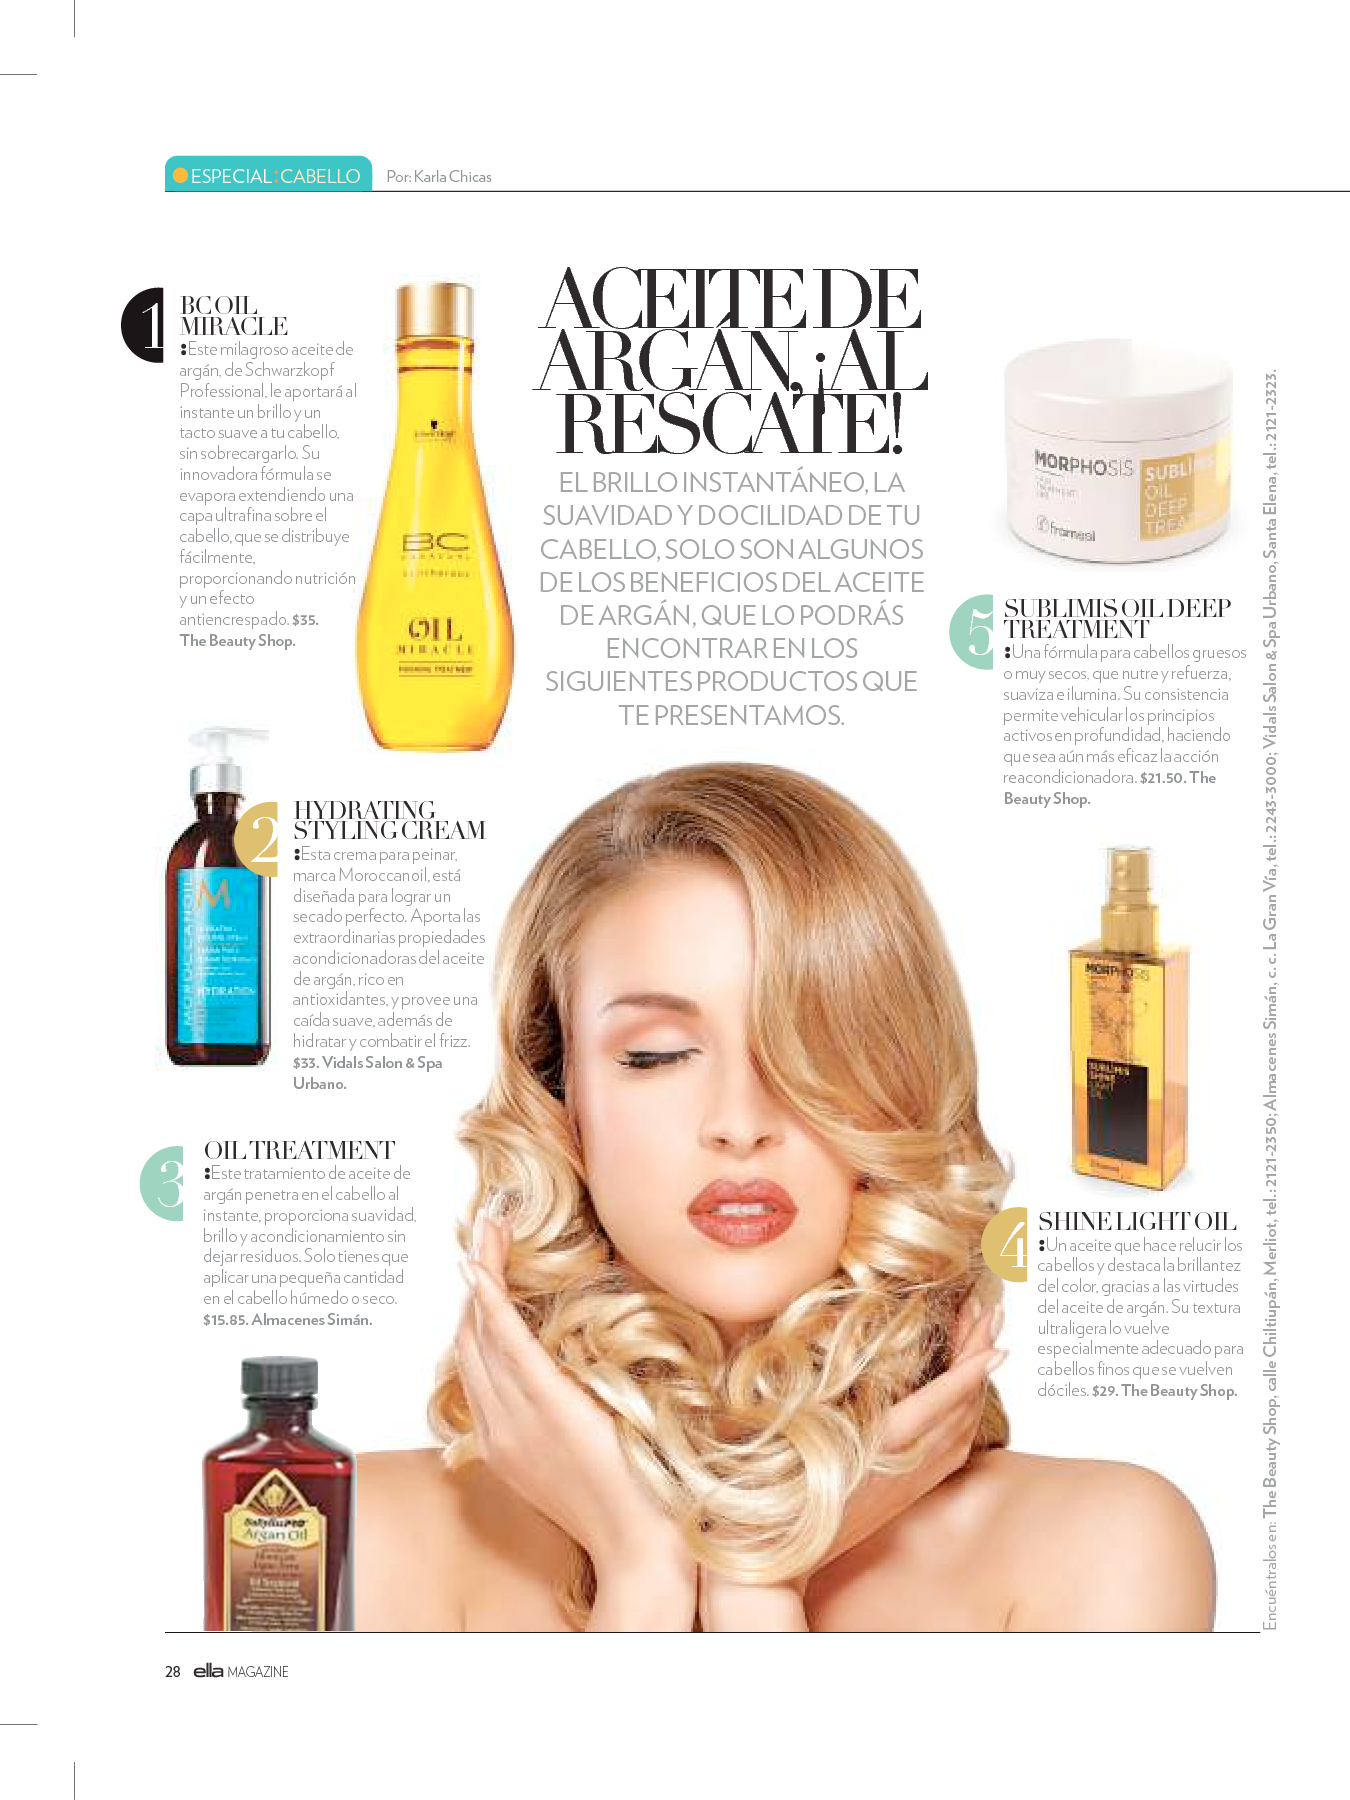 ESPECIAL:CABELLO
Por: Karla Chicas
ACEITE DE
ARGÁN, ¡AL
RESCATE!
EL BRILLO INSTANTÁNEO, LA
SUAVIDAD Y DOCILIDAD DE TU
CABELLO, SOLO SON ALGUNOS
DE LOS BENEFICIOS DEL ACEITE
DE ARGÁN, QUE LO PODRÁS
ENCONTRAR EN LOS
SIGUIENTES PRODUCTOS QUE
TE PRESENTAMOS.
1
BC OIL
MIRACLE
:Este milagroso aceite de
argán, de Schwarzkopf
Professional, le aportará al
instante un brillo y un
tacto suave a tu cabello,
sin sobrecargarlo. Su
innovadora fórmula se
evapora extendiendo una
capa ultrafina sobre el
cabello, que se distribuye
fácilmente,
proporcionando nutrición
y un efecto
antiencrespado. $35.
The Beauty Shop.
BC
OIL
MIRACLE
2
HYDRATING
STYLING CREAM
:Esta crema para peinar,
marca Moroccanoil, está
diseñada para lograr un
secado perfecto. Aporta las
extraordinarias propiedades
acondicionadoras del aceite
de argán, rico en
antioxidantes, y provee una
caída suave, además de
hidratar y combatir el frizz.
$33. Vidals Salon & Spa
Urbano.
M
MOROCCANOIL
HYDRATION
3
OIL TREATMENT
:Este tratamiento de aceite de
argán penetra en el cabello al
instante, proporciona suavidad,
brillo y acondicionamiento sin
dejar residuos. Solo tienes que
aplicar una pequeña cantidad
en el cabello húmedo o seco.
$15.85. Almacenes Simán.
BaBylissPRO
Argan Oil
Oil Treatment
MORPHOSIS
SUBLIMIS
OIL
DEEP
TREAT
framesi
5
SUBLIMIS OIL DEEP
TREATMENT
:Una fórmula para cabellos gruesos
o muy secos, que nutre y refuerza,
suaviza e ilumina. Su consistencia
permite vehicular los principios
activos en profundidad, haciendo
que sea aún más eficaz la acción
reacondicionadora. $21.50. The
Beauty Shop.
MORPHOSIS
SUBLIMIS
SHINE
LIGHT
OIL
4
SHINE LIGHT OIL
:Un aceite que hace relucir los
cabellos y destaca la brillantez
del color, gracias a las virtudes
del aceite de argán. Su textura
ultraligera lo vuelve
especialmente adecuado para
cabellos finos que se vuelven
dóciles. $29. The Beauty Shop.
Encuéntralos en: The Beauty Shop, calle Chiltiupán, Merliot, tel.: 2121-2350; Almacenes Simán, c. c. La Gran Vía, tel.: 2243-3000; Vidals Salon & Spa Urbano, Santa Elena, tel.: 2121-2323.
28 ella MAGAZINE